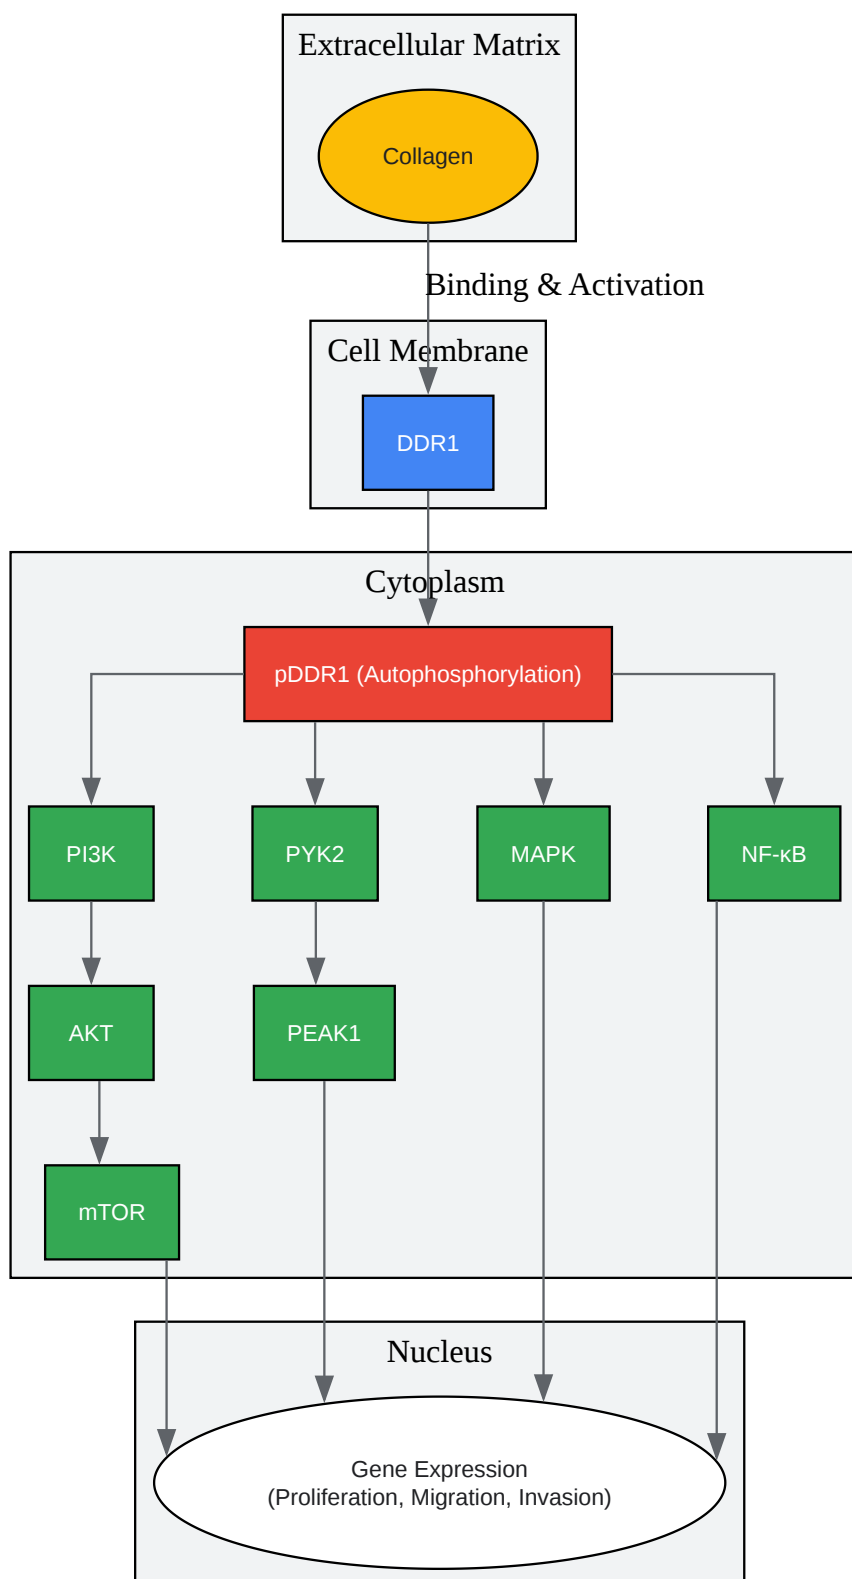 Extracellular Matrix
Collagen
Binding & Activation
Cell Membrane
DDR1
Cytoplasm
pDDR1 (Autophosphorylation)
PI3K
PYK2
MAPK
NF-κB
AKT
PEAK1
mTOR
Nucleus
Gene Expression
(Proliferation, Migration, Invasion)